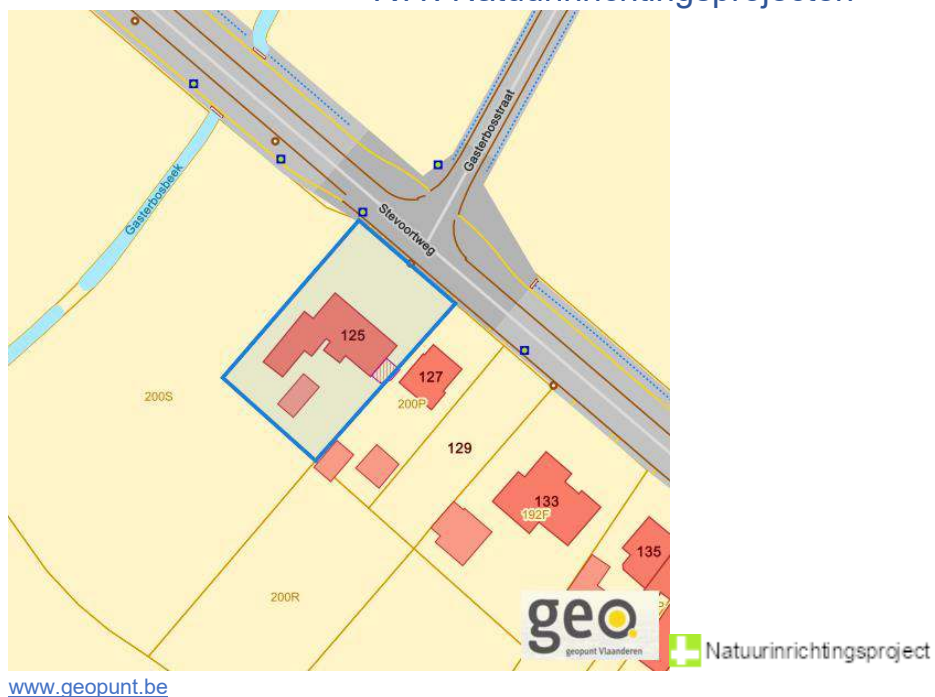 Natuurinrichtingsprojecten
Gasterbosstraat
Gasterbosbeek
Stevoortweg
125
127
200S
200P
129
133
192F
135
200R
geo.
geopunt Vlaanderen
Natuurinrichtingsproject
www.geopunt.be